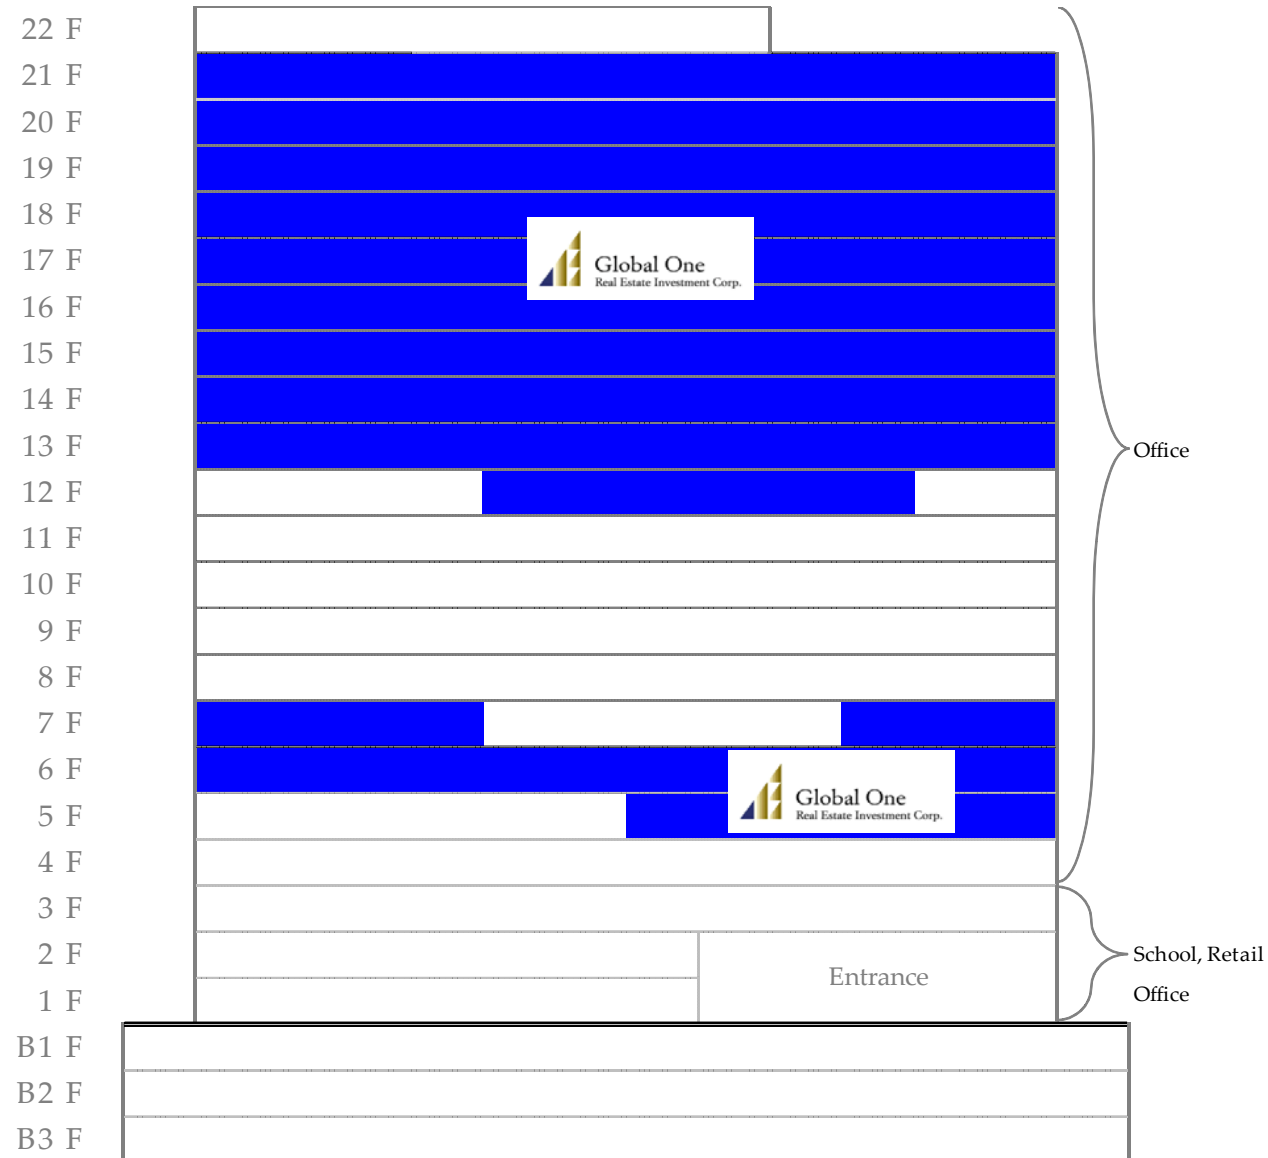 22 F
21 F
20 F
19 F
18 F
17 F
Global One
Real Estate Investment Corp.
16 F
15 F
14 F
13 F
Office
12 F
11 F
10 F
9 F
8 F
7 F
6 F
Global One
Real Estate Investment Corp.
5 F
4 F
3 F
2 F
School, Retail
Entrance
Office
1 F
B1 F
B2 F
B3 F